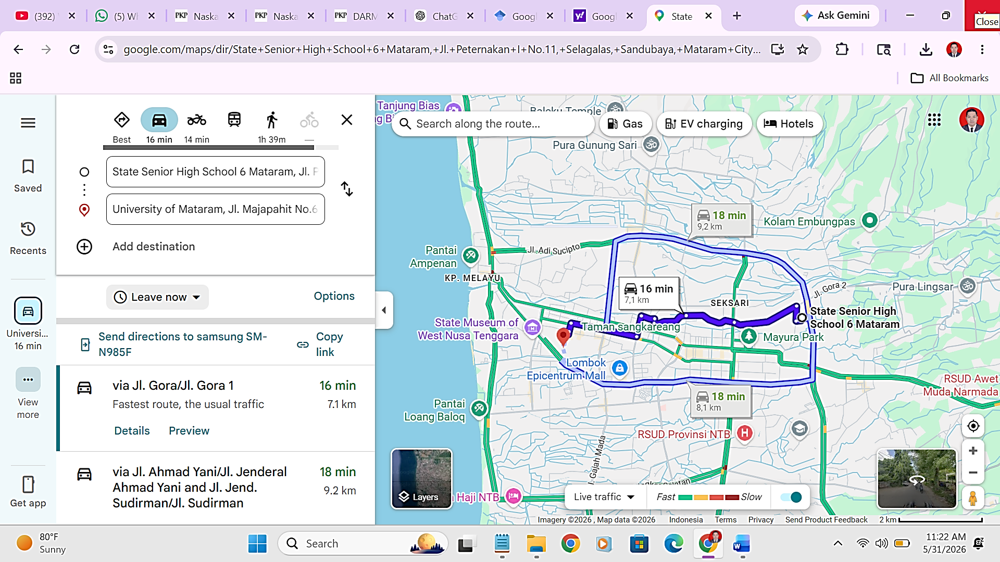 (392)
(5) W
PKP Naska
PKP Naska
PKP DARM
ChatG
Googl
Googl
State
Ask Gemini
Close
google.com/maps/dir/State+Senior+High+School+6+Mataram,+Jl.+Peternakan+I+No.11,+Selagalas,+Sandubaya,+Mataram+City...
All Bookmarks
Saved
Recents
Universi...
16 min
View
more
Get app
Best
16 min
14 min
1h 39m
—
State Senior High School 6 Mataram, Jl. P
University of Mataram, Jl. Majapahit No.6
Add destination
Leave now
Options
Send directions to samsung SM-
N985F
Copy
link
via Jl. Gora/Jl. Gora 1
16 min
Fastest route, the usual traffic
7.1 km
Details
Preview
via Jl. Ahmad Yani/Jl. Jenderal
Ahmad Yani and Jl. Jend.
Sudirman/Jl. Sudirman
18 min
9.2 km
Tanjung Bias
Baloku Temple
Search along the route...
Gas
EV charging
Hotels
Pura Gunung Sari
18 min
9,2 km
Kolam Embungpas
Jl. Adi Sucipto
Pantai
Ampenan
KP. MELAYU
16 min
7,1 km
SEKSARI
Jl. Gora 2
Pura Lingsar
State Senior High
School 6 Mataram
State Museum of
West Nusa Tenggara
Taman sangkareang
Mayura Park
Lombok
Epicentrum Mall
RSUD Awet
Muda Narmada
18 min
8,1 km
Pantai
Loang Baloq
RSUD Provinsi NTB
Jl. Gajah Mada
Haji NTB
Layers
Live traffic
Fast
Slow
Imagery ©2026 , Map data ©2026
Indonesia
Terms
Privacy
Send Product Feedback
2 km
80°F
Sunny
Search
11:22 AM
5/31/2026